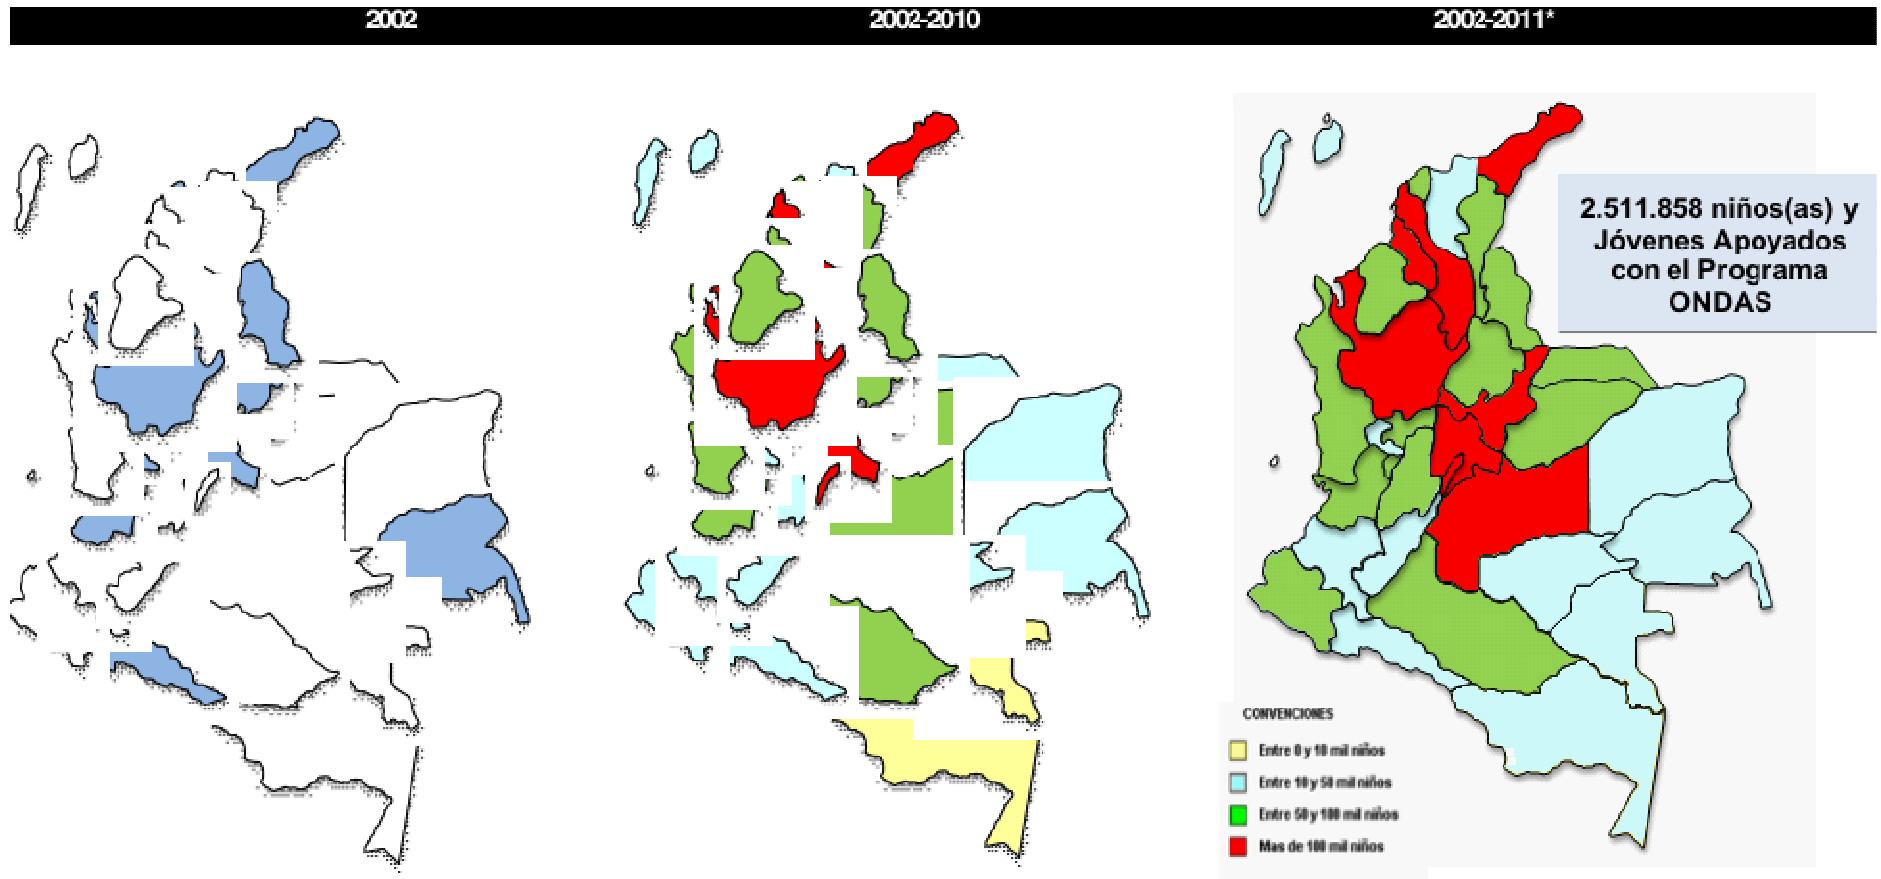 2002
2002-2010
2002-2011*
2.511.858 niños(as) y
Jóvenes Apoyados
con el Programa
ONDAS
CONVENCIONES
Entre 0 y 10 mil niños
Entre 10 y 50 mil niños
Entre 50 y 100 mil niños
Mas de 100 mil niños